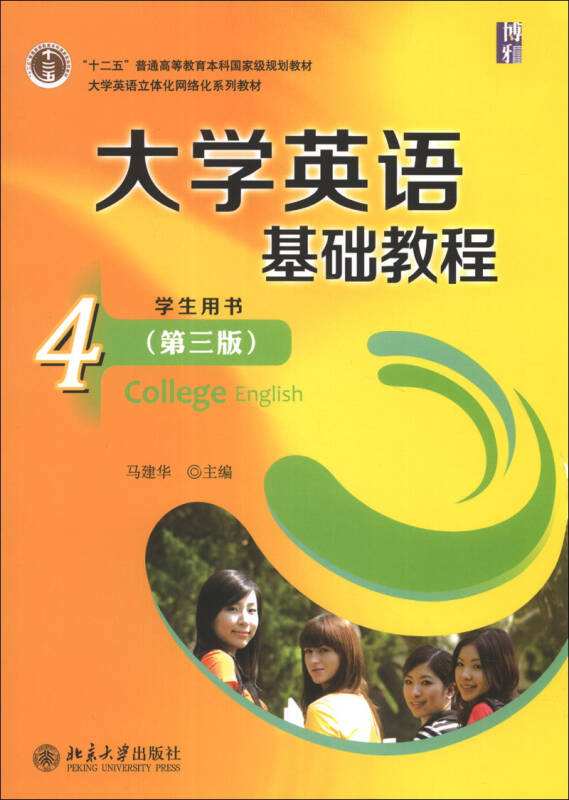 十二五
博雅
“十二五”普通高等教育本科国家级规划教材
大学英语立体化网络化系列教材
大学英语
基础教程
4
学生用书
（第三版）
College English
马建华 ◎主编
北京大学出版社
PEKING UNIVERSITY PRESS